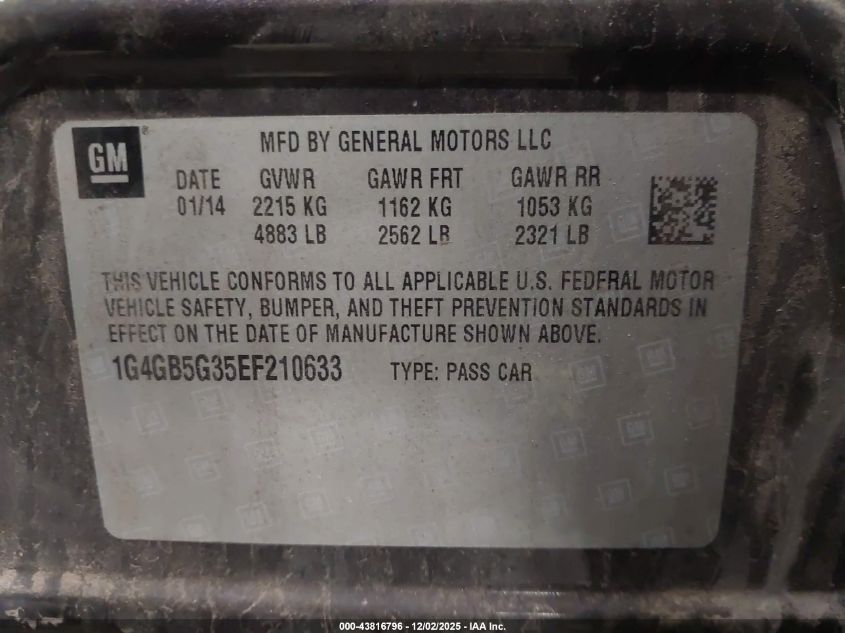 GM®
MFD BY GENERAL MOTORS LLC
DATE GVWR GAWR FRT GAWR RR
01/14 2215 KG 1162 KG 1053 KG
4883 LB 2562 LB 2321 LB
THIS VEHICLE CONFORMS TO ALL APPLICABLE U.S. FEDERAL MOTOR
VEHICLE SAFETY, BUMPER, AND THEFT PREVENTION STANDARDS IN
EFFECT ON THE DATE OF MANUFACTURE SHOWN ABOVE.
1G4GB5G35EF210633 TYPE: PASS CAR
000-43816796 - 12/02/2025 - IAA Inc.